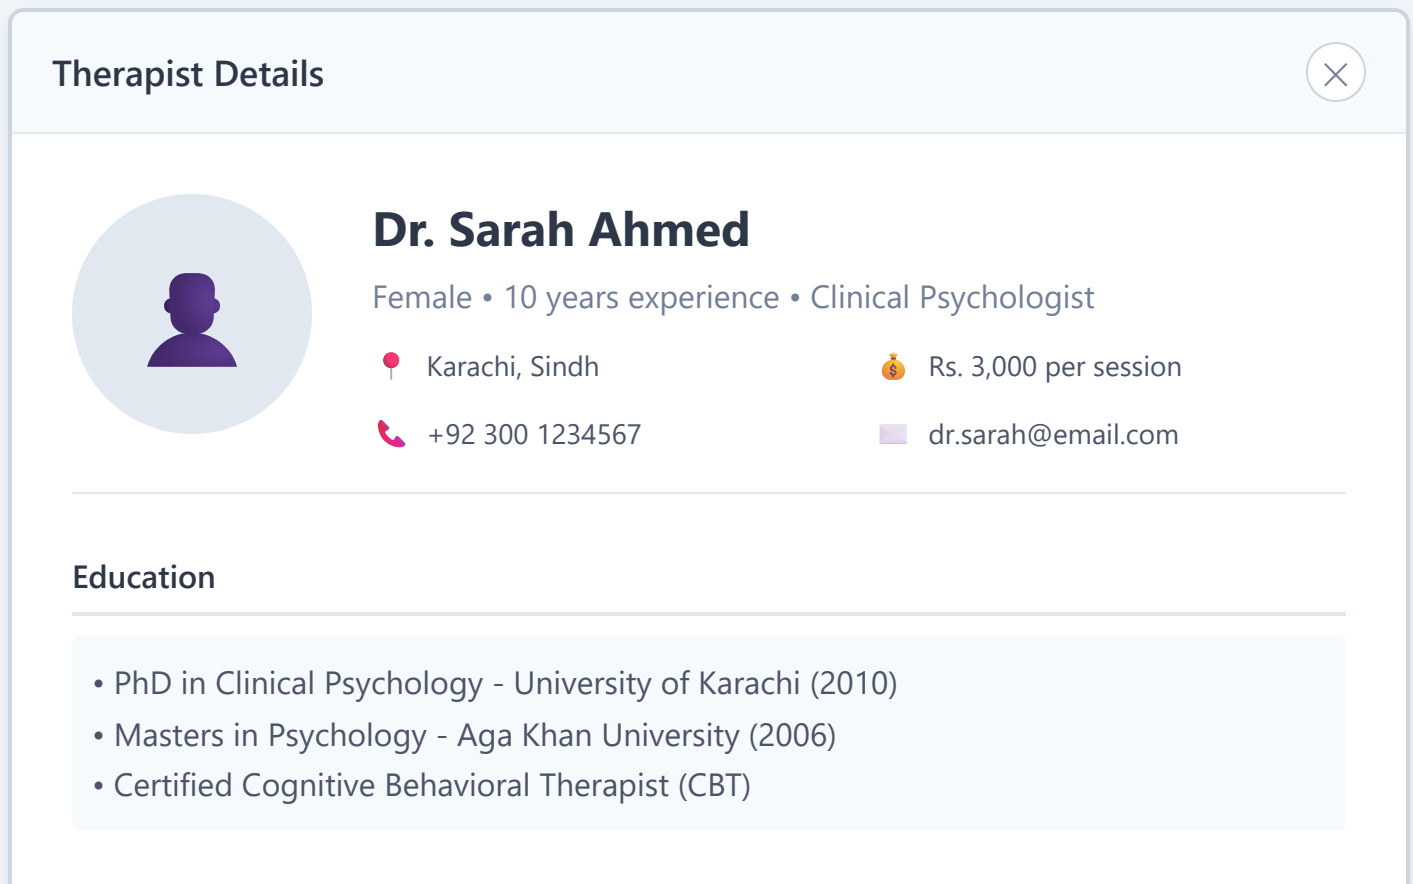 Therapist Details
Dr. Sarah Ahmed
Female • 10 years experience • Clinical Psychologist
Karachi, Sindh
Rs. 3,000 per session
+92 300 1234567
dr.sarah@email.com
Education
• PhD in Clinical Psychology - University of Karachi (2010)
• Masters in Psychology - Aga Khan University (2006)
• Certified Cognitive Behavioral Therapist (CBT)